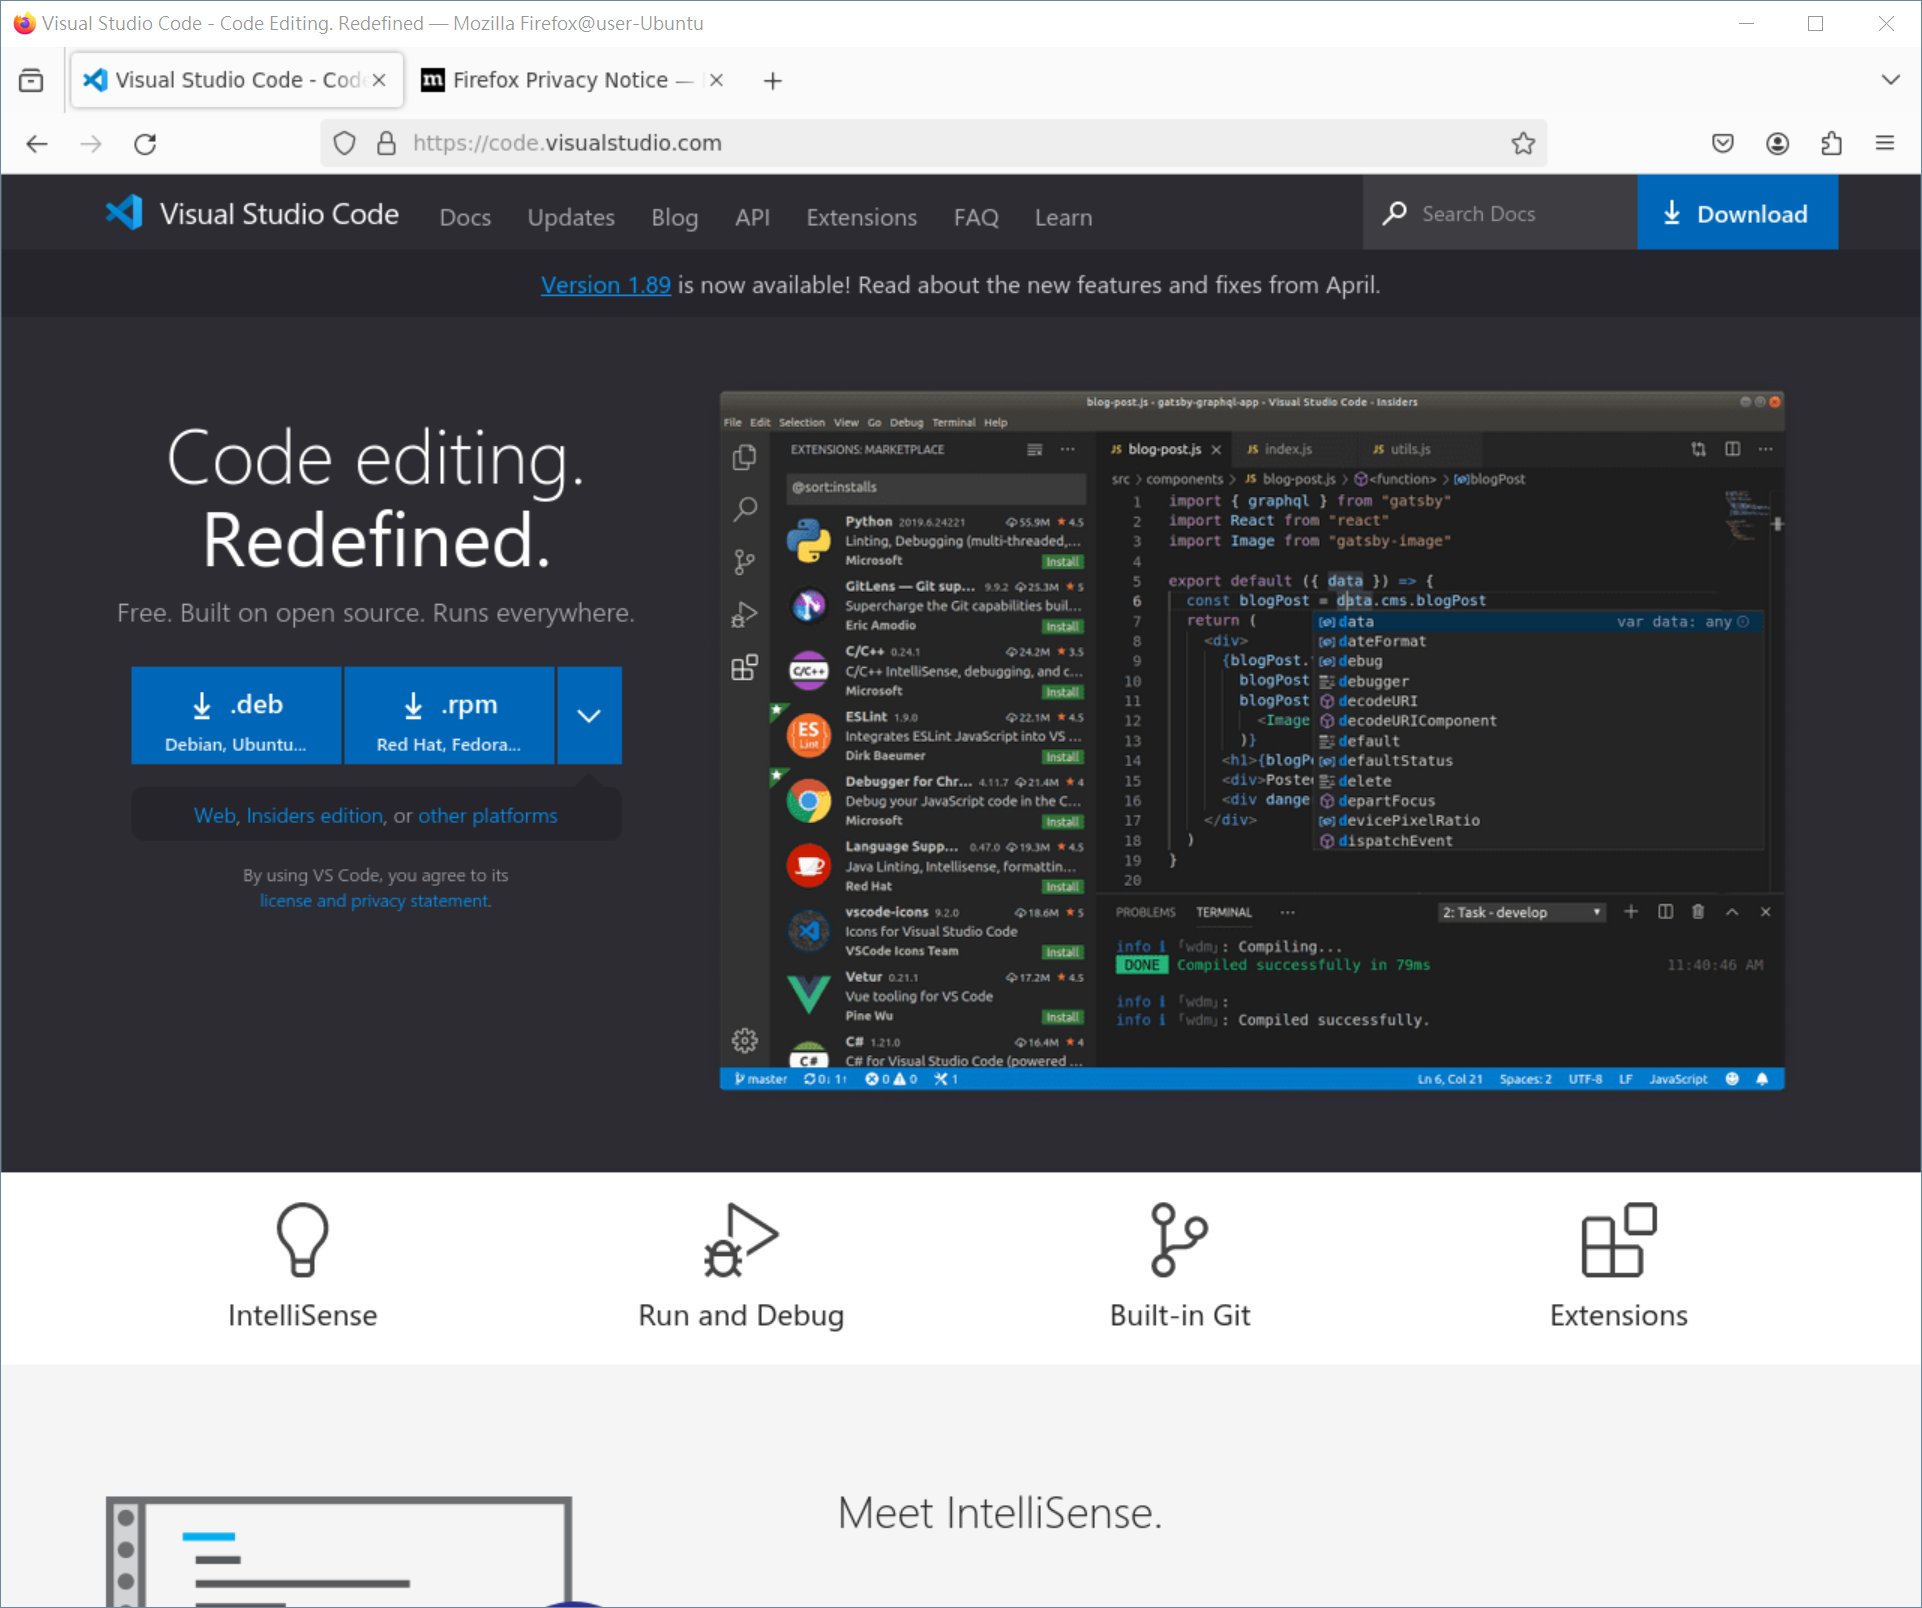 Visual Studio Code - Code Editing. Redefined — Mozilla Firefox@user-Ubuntu
Visual Studio Code - Cod
Firefox Privacy Notice —
https://code.visualstudio.com
Visual Studio Code
Docs
Updates
Blog
API
Extensions
FAQ
Learn
Search Docs
Download
Version 1.89 is now available! Read about the new features and fixes from April.
Code editing.
Redefined.
Free. Built on open source. Runs everywhere.
.deb
Debian, Ubuntu...
.rpm
Red Hat, Fedora...
Web, Insiders edition, or other platforms
By using VS Code, you agree to its
license and privacy statement.
blog-post.js - gatsby-graphql-app - Visual Studio Code - Insiders
File Edit Selection View Go Debug Terminal Help
EXTENSIONS: MARKETPLACE
@sort:installs
Python 2019.6.24221 55.9M ★ 4.5
Linting, Debugging (multi-threaded,...
Microsoft Install
GitLens — Git sup... 9.9.2 25.3M ★ 5
Supercharge the Git capabilities buil...
Eric Amodio Install
C/C++ 0.24.1 24.2M ★ 3.5
C/C++ IntelliSense, debugging, and c...
Microsoft Install
ESLint 1.9.0 22.1M ★ 4.5
Integrates ESLint JavaScript into VS ...
Dirk Baeumer Install
Debugger for Chr... 4.11.7 21.4M ★ 4
Debug your JavaScript code in the C...
Microsoft Install
Language Supp... 0.47.0 19.3M ★ 4.5
Java Linting, Intellisense, formattin...
Red Hat Install
vscode-icons 9.2.0 18.6M ★ 5
Icons for Visual Studio Code
VSCode Icons Team Install
Vetur 0.21.1 17.2M ★ 4.5
Vue tooling for VS Code
Pine Wu Install
C# 1.21.0 16.4M ★ 4
C# for Visual Studio Code (powered ...
C/C++
ES
Lint
C#
JS blog-post.js
JS index.js
JS utils.js
src > components > JS blog-post.js > <function> > blogPost
1 import { graphql } from "gatsby"
2 import React from "react"
3 import Image from "gatsby-image"
4
5 export default ({ data }) => {
6 const blogPost = data.cms.blogPost
7 return (
8 <div>
9 {blogPost.
10 blogPost
11 blogPost
12 <Image
13 )}
14 <h1>{blogP
15 <div>Poste
16 <div dange
17 </div>
18 )
19 }
20
data var data: any
dateFormat
debug
debugger
decodeURI
decodeURIComponent
default
defaultStatus
delete
departFocus
devicePixelRatio
dispatchEvent
PROBLEMS TERMINAL ··· 2: Task - develop
info i 「wdm」: Compiling...
DONE Compiled successfully in 79ms 11:40:46 AM
info i 「wdm」:
info i 「wdm」: Compiled successfully.
master 0↓ 1↑ 0 0 1
Ln 6, Col 21 Spaces: 2 UTF-8 LF JavaScript
IntelliSense
Run and Debug
Built-in Git
Extensions
Meet IntelliSense.